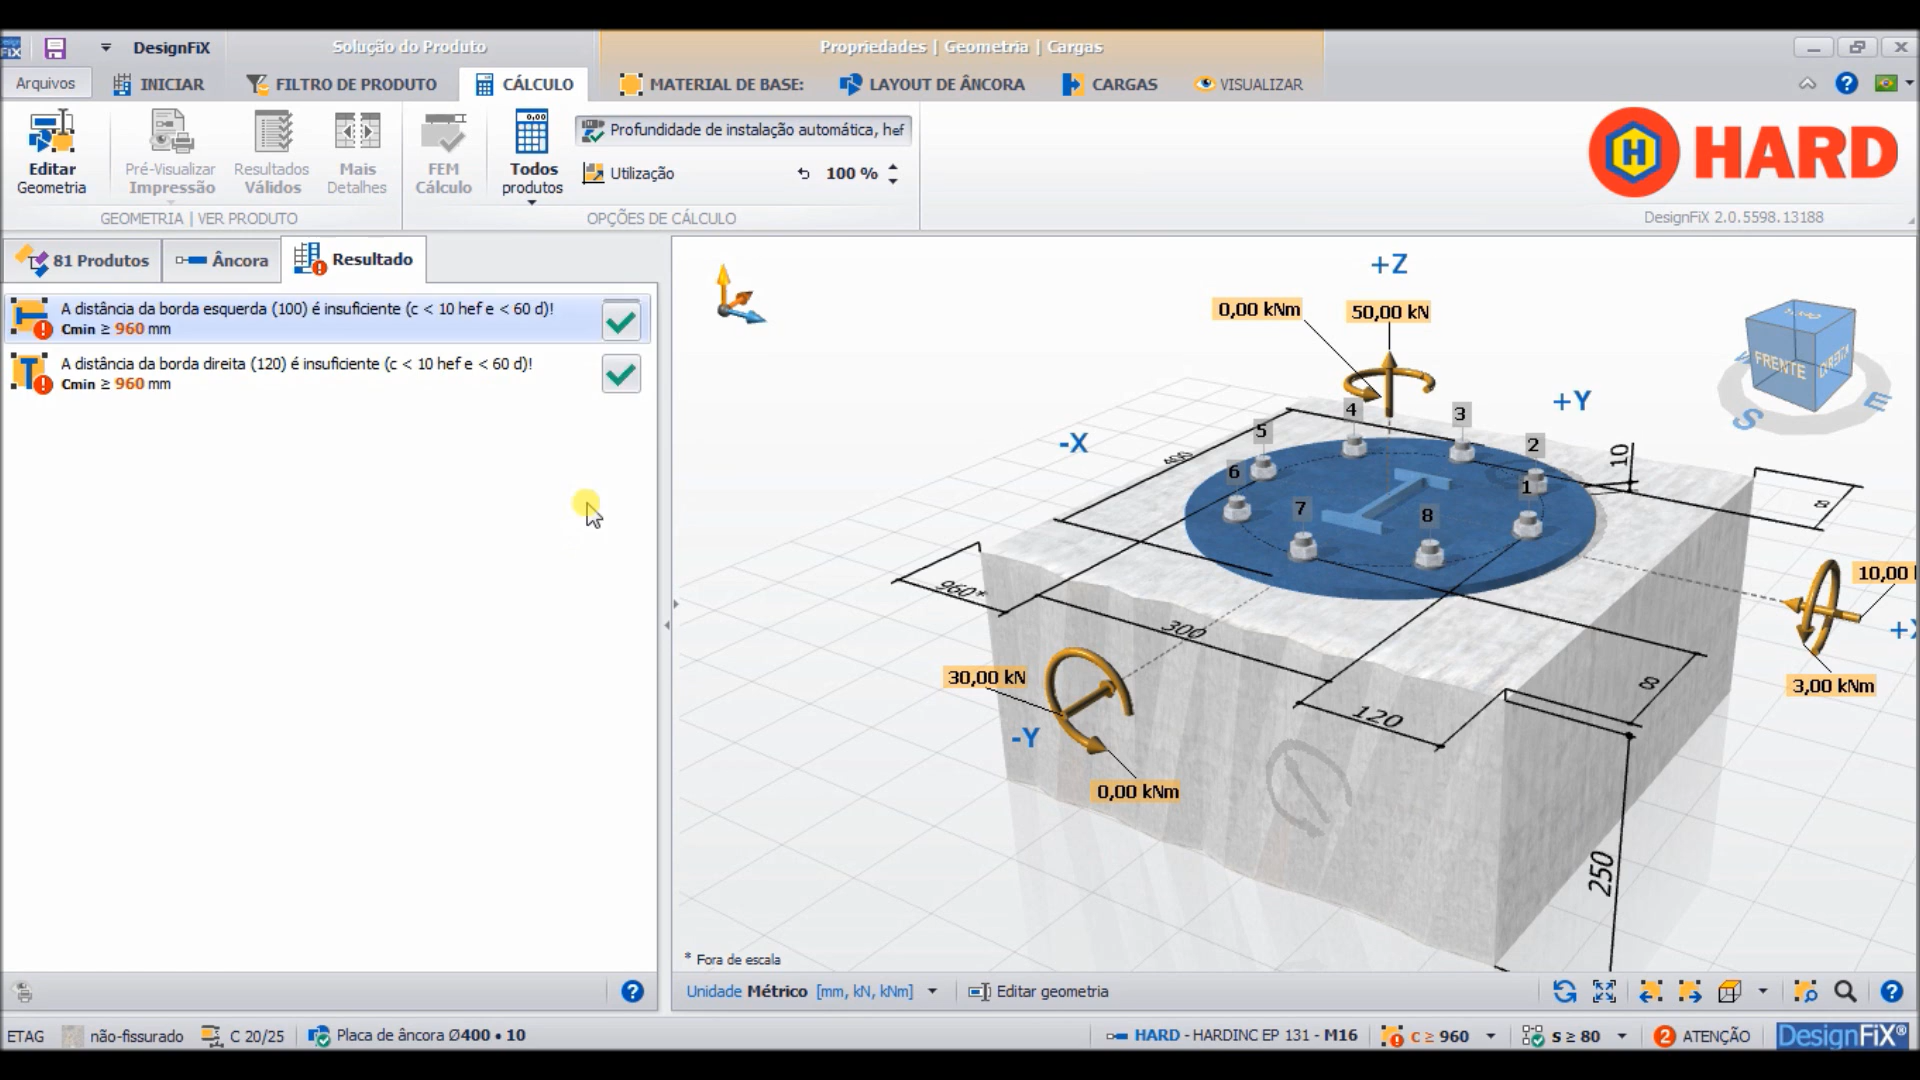 DesignFiX
Solução do Produto
Propriedades | Geometria | Cargas
Arquivos
INICIAR
FILTRO DE PRODUTO
CÁLCULO
MATERIAL DE BASE:
LAYOUT DE ÂNCORA
CARGAS
VISUALIZAR
Editar
Geometria
Pré-Visualizar
Impressão
Resultados
Válidos
Mais
Detalhes
FEM
Cálculo
0,00
Todos
produtos
Profundidade de instalação automática, hef
Utilização
100 %
GEOMETRIA | VER PRODUTO
OPÇÕES DE CÁLCULO
H HARD
DesignFiX 2.0.5598.13188
81 Produtos
Âncora
Resultado
A distância da borda esquerda (100) é insuficiente (c < 10 hef e < 60 d)!
Cmin ≥ 960 mm
A distância da borda direita (120) é insuficiente (c < 10 hef e < 60 d)!
Cmin ≥ 960 mm
+Z
0,00 kNm
50,00 kN
+Y
-X
FRENTE
DIREITA
S
E
4
3
5
2
6
1
7
8
400
10
8
960*
300
10,00
+X
30,00 kN
3,00 kNm
8
120
-Y
0,00 kNm
250
* Fora de escala
Unidade Métrico [mm, kN, kNm]
Editar geometria
ETAG
não-fissurado
C 20/25
Placa de âncora Ø400 • 10
HARD - HARDINC EP 131 - M16
c ≥ 960
s ≥ 80
2 ATENÇÃO
DesignFiX®